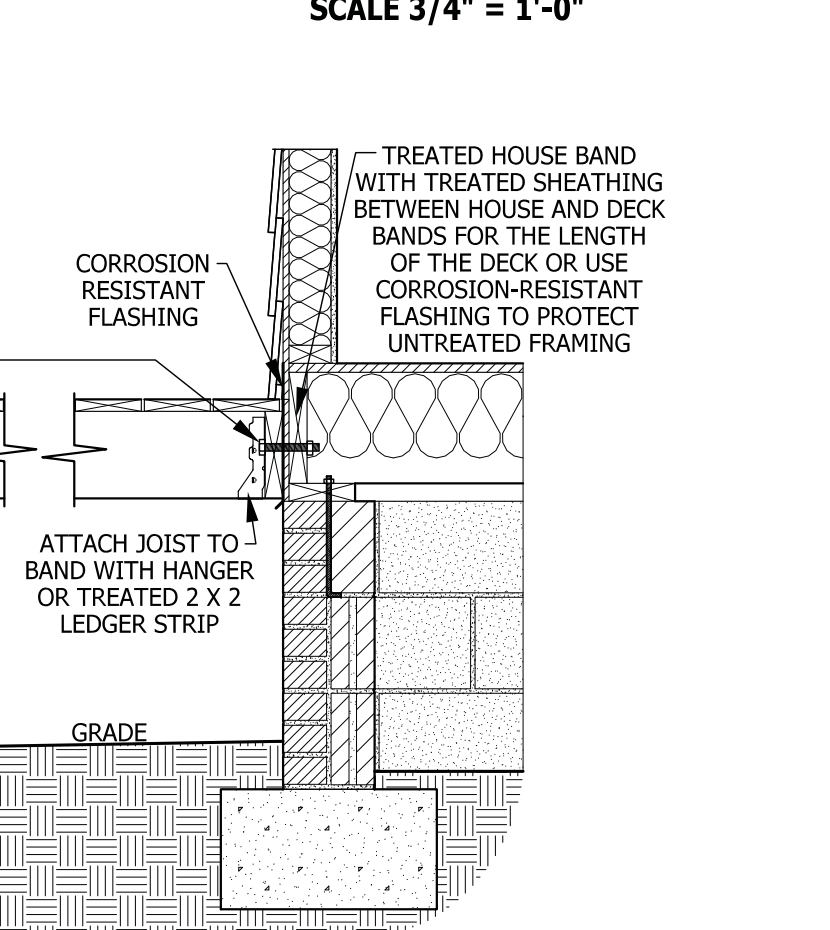 SCALE 3/4" = 1'-0"
TREATED HOUSE BAND
WITH TREATED SHEATHING
BETWEEN HOUSE AND DECK
BANDS FOR THE LENGTH
OF THE DECK OR USE
CORROSION-RESISTANT
FLASHING TO PROTECT
UNTREATED FRAMING
CORROSION
RESISTANT
FLASHING
ATTACH JOIST TO
BAND WITH HANGER
OR TREATED 2 X 2
LEDGER STRIP
GRADE